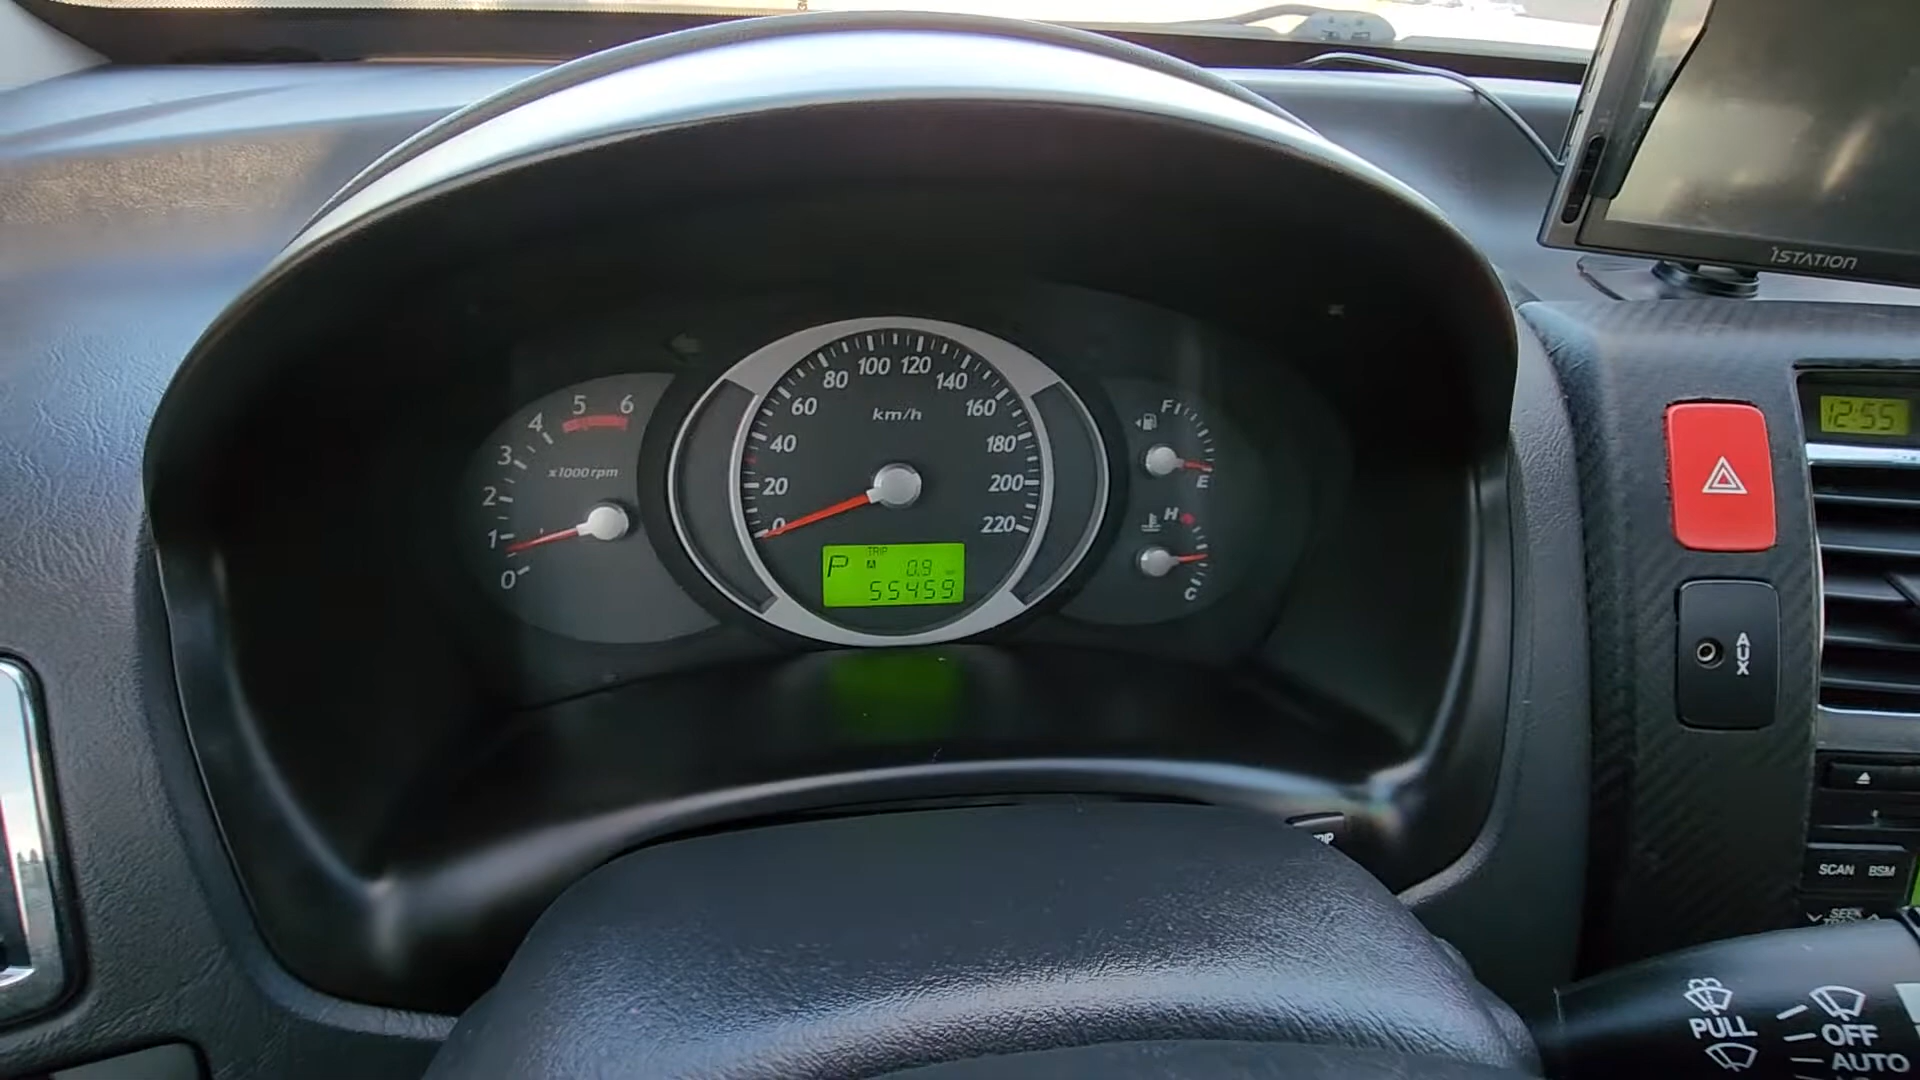 iSTATION
12:55
0
1
2
3
4
5
6
x1000 rpm
0
20
40
60
80
100
120
140
160
180
200
220
km/h
P
TRIP
A
0.9
55459
F
E
H
C
AUX
SCAN BSM
SEEK
PULL
OFF
AUTO